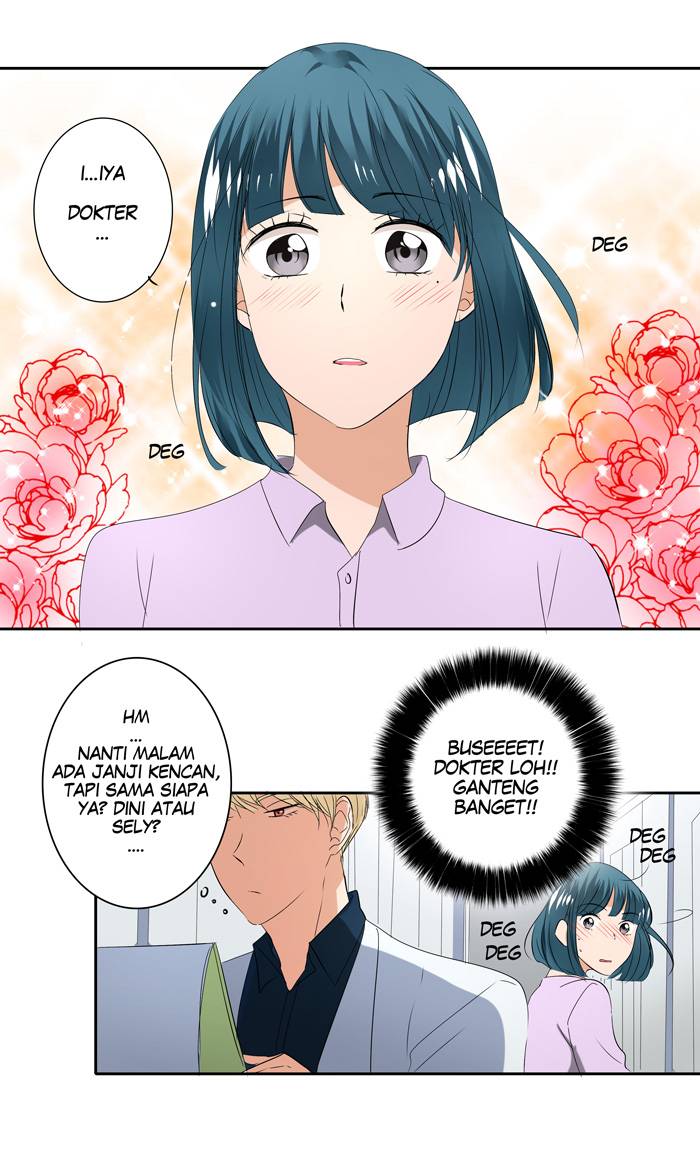 I...IYA
DOKTER
...
DEG
DEG
HM
...
NANTI MALAM
ADA JANJI KENCAN,
TAPI SAMA SIAPA
YA? DINI ATAU
SELY?
....
BUSEEEET!
DOKTER LOH!!
GANTENG
BANGET!!
DEG
DEG
DEG
DEG